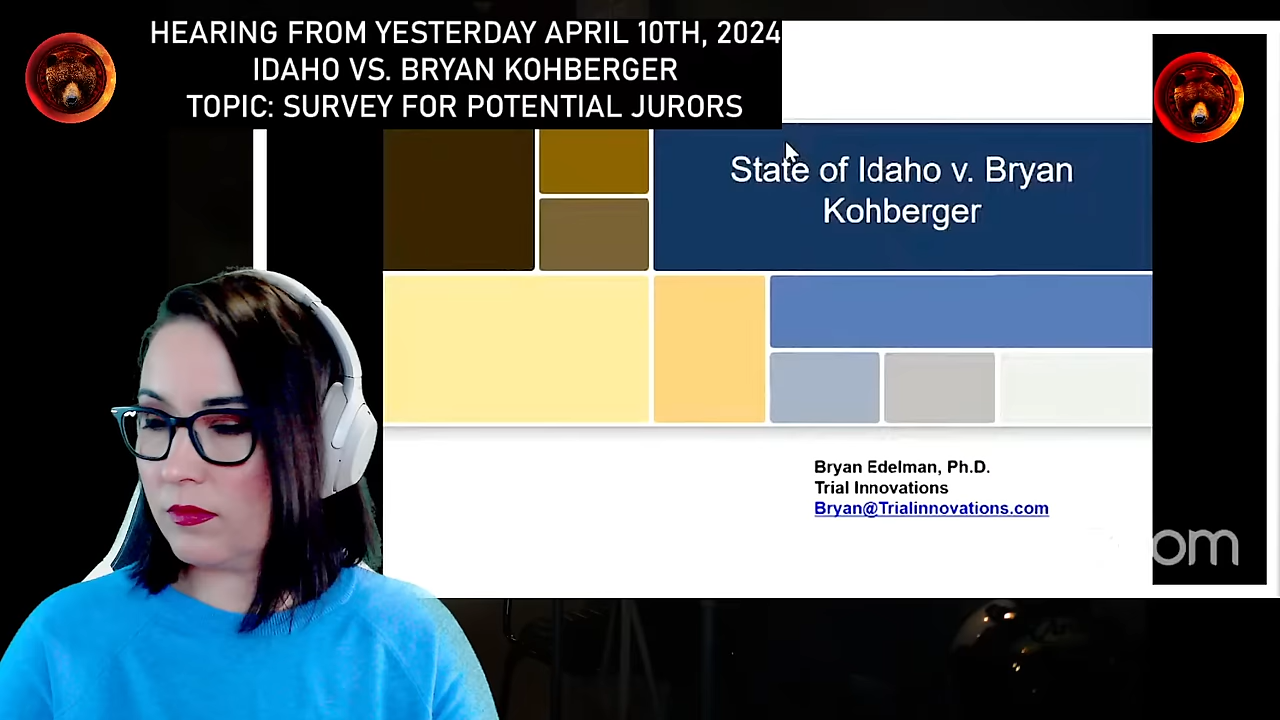 HEARING FROM YESTERDAY APRIL 10TH, 2024
IDAHO VS. BRYAN KOHBERGER
TOPIC: SURVEY FOR POTENTIAL JURORS
State of Idaho v. Bryan
Kohberger
Bryan Edelman, Ph.D.
Trial Innovations
Bryan@Trialinnovations.com
om